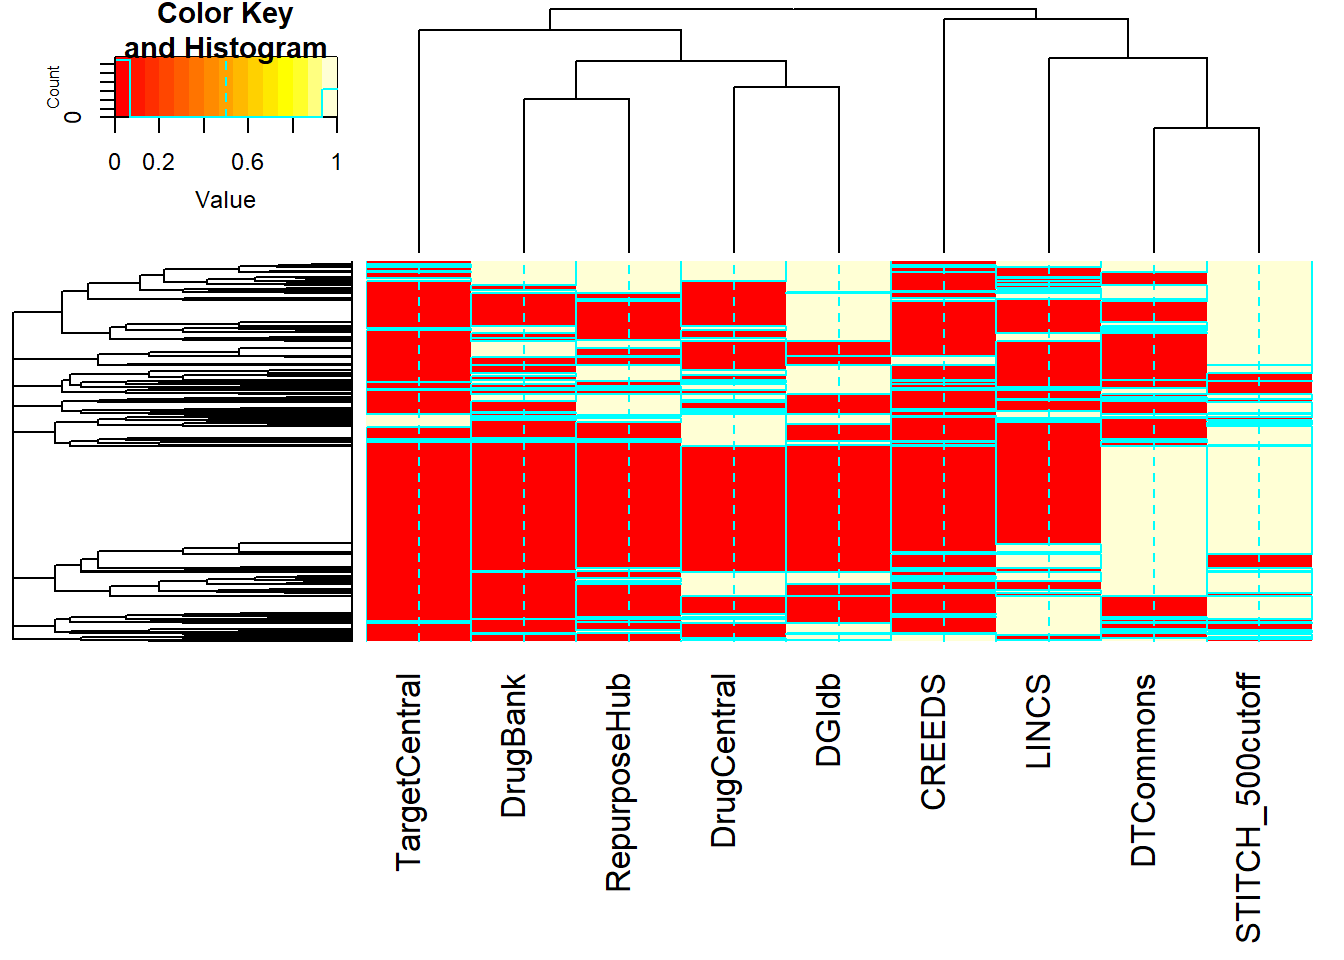 Color Key
and Histogram
Count
0
0 0.2 0.6 1
Value
TargetCentral
DrugBank
RepurposeHub
DrugCentral
DGIdb
CREEDS
LINCS
DTCommons
STITCH_500cutoff